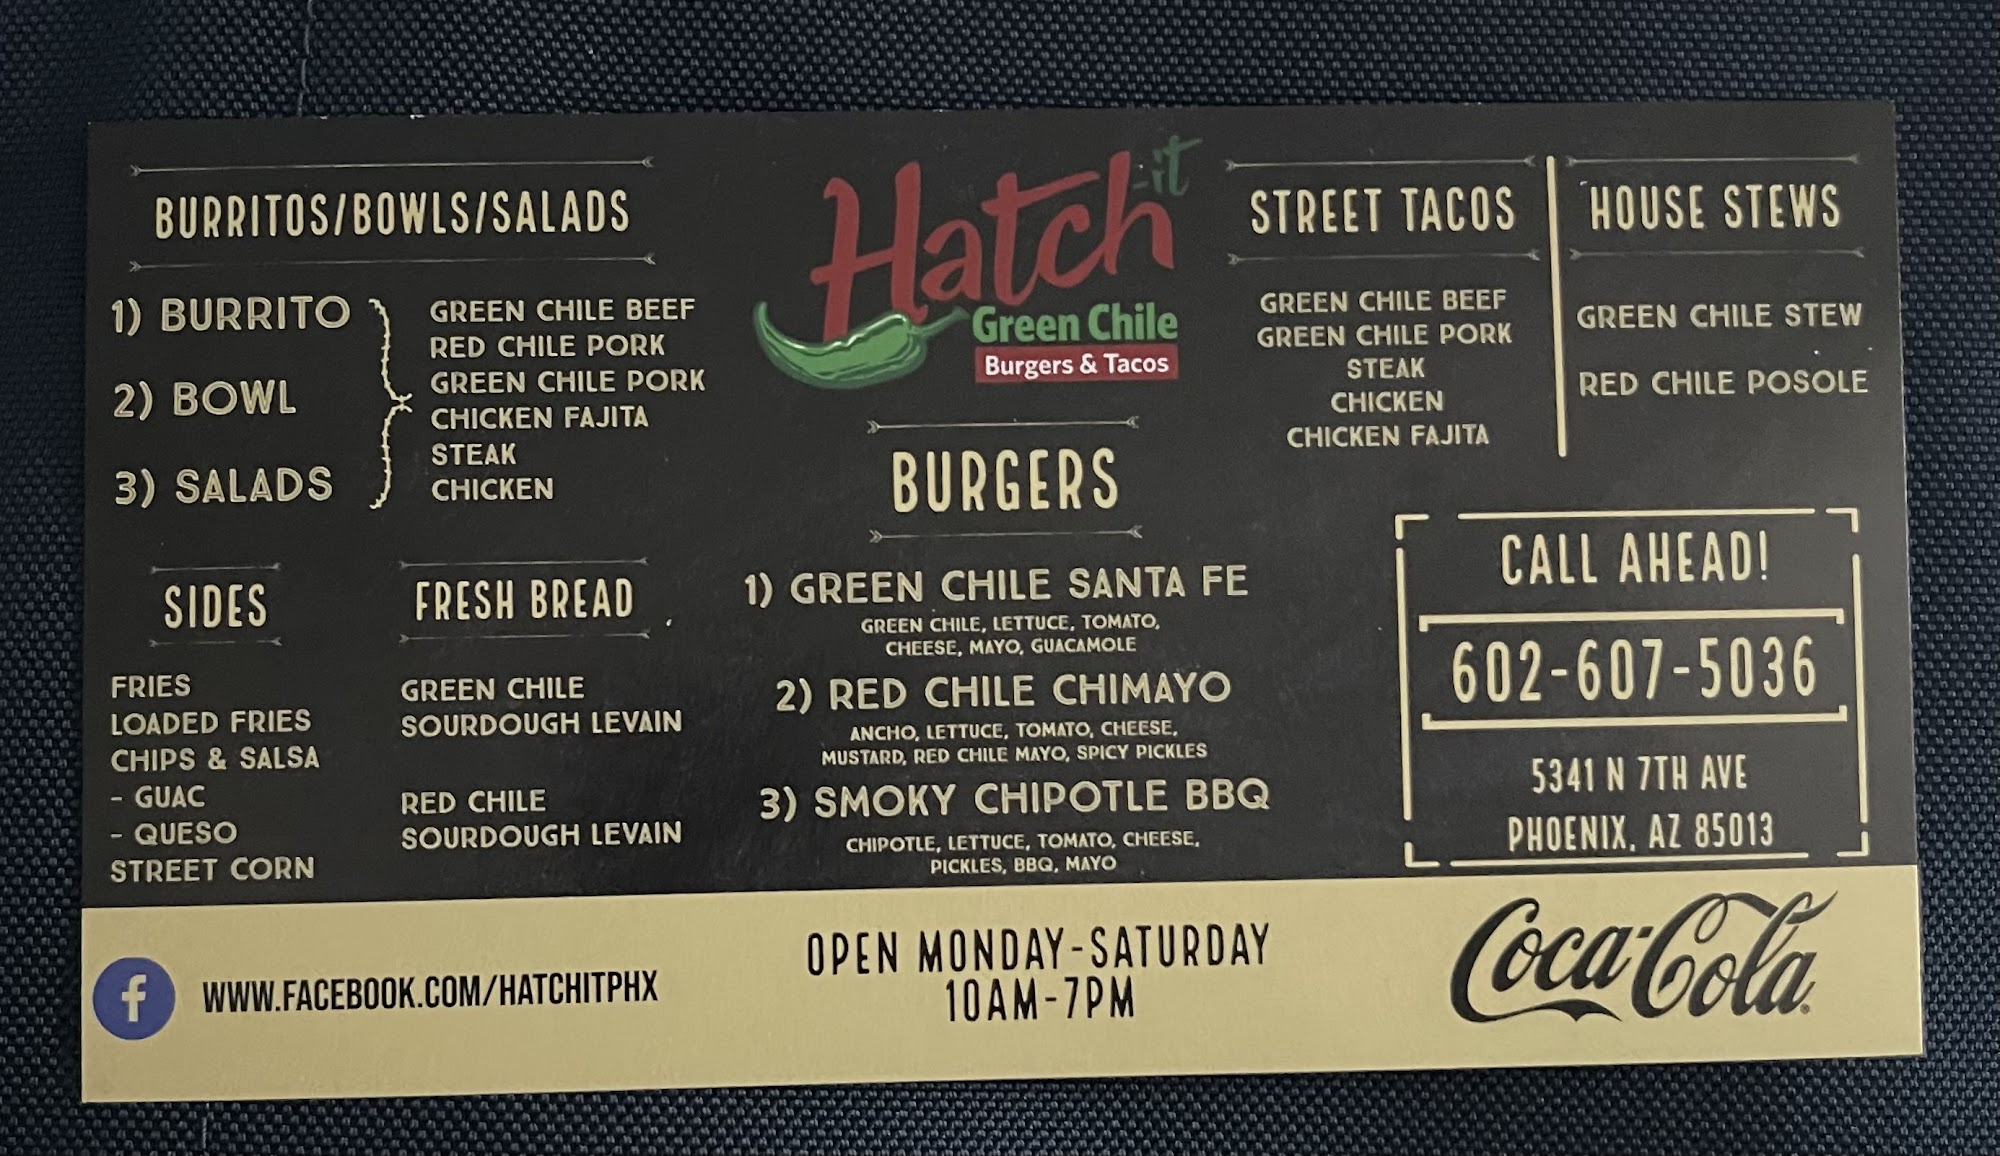 BURRITOS/BOWLS/SALADS
1) BURRITO
2) BOWL
3) SALADS
GREEN CHILE BEEF
RED CHILE PORK
GREEN CHILE PORK
CHICKEN FAJITA
STEAK
CHICKEN
SIDES
FRIES
LOADED FRIES
CHIPS & SALSA
- GUAC
- QUESO
STREET CORN
FRESH BREAD
GREEN CHILE
SOURDOUGH LEVAIN
RED CHILE
SOURDOUGH LEVAIN
Hatch-it
Green Chile
Burgers & Tacos
BURGERS
1) GREEN CHILE SANTA FE
GREEN CHILE, LETTUCE, TOMATO,
CHEESE, MAYO, GUACAMOLE
2) RED CHILE CHIMAYO
ANCHO, LETTUCE, TOMATO, CHEESE,
MUSTARD, RED CHILE MAYO, SPICY PICKLES
3) SMOKY CHIPOTLE BBQ
CHIPOTLE, LETTUCE, TOMATO, CHEESE,
PICKLES, BBQ, MAYO
STREET TACOS
GREEN CHILE BEEF
GREEN CHILE PORK
STEAK
CHICKEN
CHICKEN FAJITA
HOUSE STEWS
GREEN CHILE STEW
RED CHILE POSOLE
CALL AHEAD!
602-607-5036
5341 N 7TH AVE
PHOENIX, AZ 85013
f
WWW.FACEBOOK.COM/HATCHITPHX
OPEN MONDAY-SATURDAY
10AM-7PM
Coca-Cola®